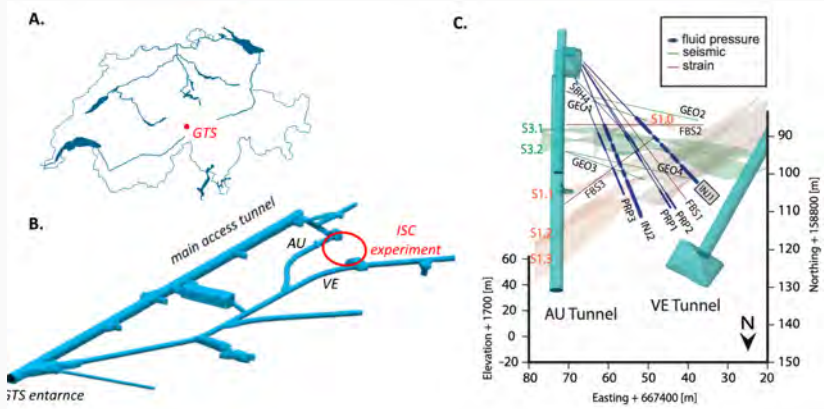 A.
GTS
B.
main access tunnel
AU
VE
ISC
experiment
GTS entarnce
C.
fluid pressure
seismic
strain
SBH4
GEO1
GEO2
S1.0
FBS2
S3.1
S3.2
GEO3
GEO4
INJ1
FBS3
FBS1
S1.1
PRP3
INJ2
PRP1
PRP2
S1.2
S1.3
AU Tunnel
VE Tunnel
N
Elevation + 1700 [m]
60
40
20
0
-20
80 70 60 50 40 30 20
Easting + 667400 [m]
90
100
110
120
130
140
150
Northing + 158800 [m]